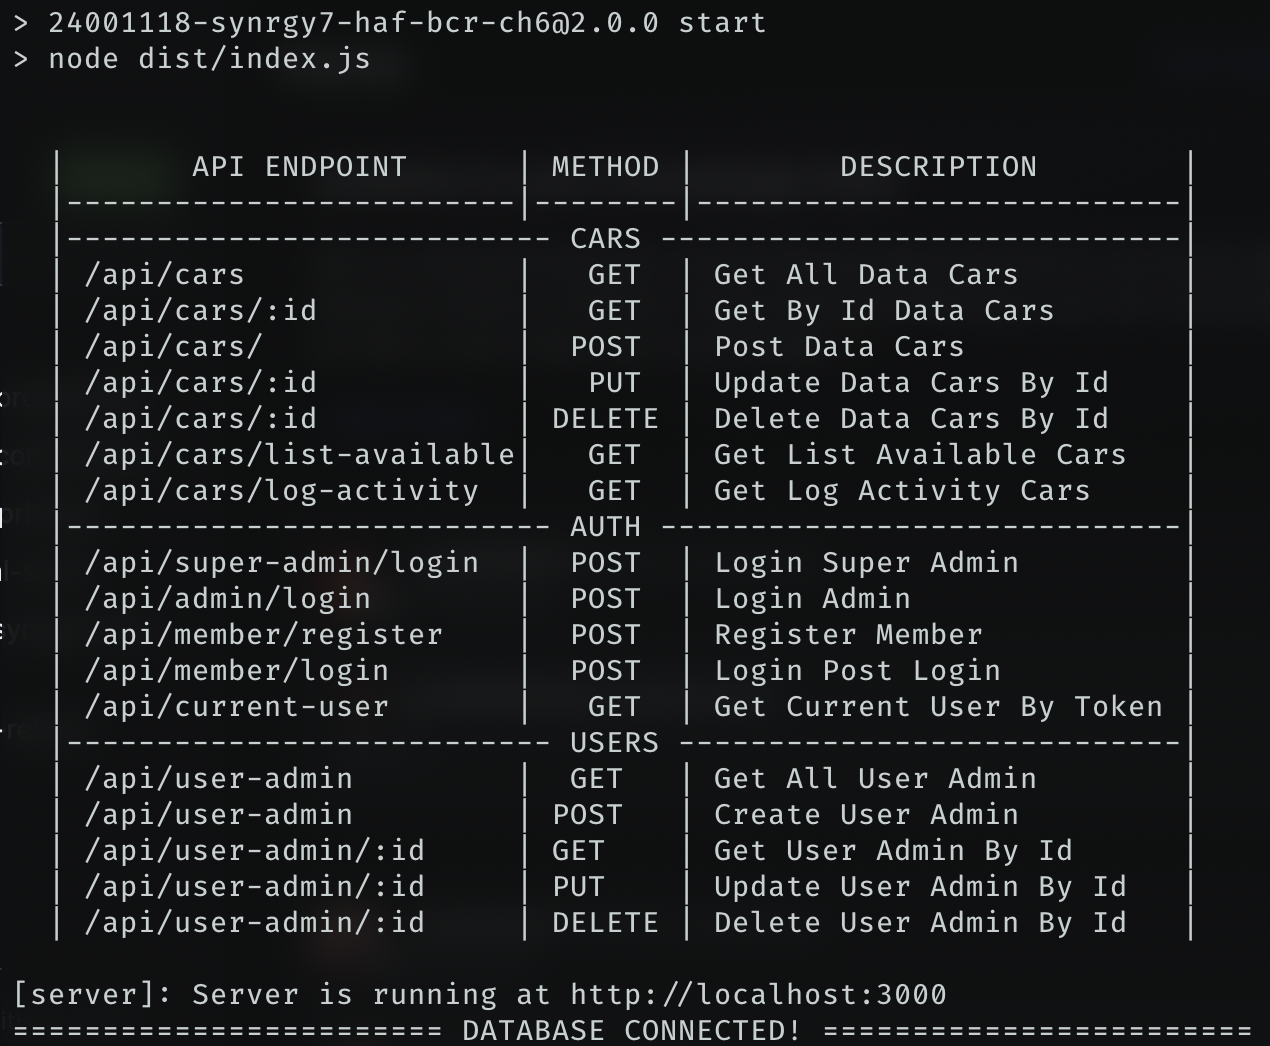 > 24001118-synrgy7-haf-bcr-ch6@2.0.0 start
> node dist/index.js
| API ENDPOINT | METHOD | DESCRIPTION |
|-------------------------|--------|---------------------------|
|--------------------------- CARS -----------------------------|
| /api/cars | GET | Get All Data Cars |
| /api/cars/:id | GET | Get By Id Data Cars |
| /api/cars/ | POST | Post Data Cars |
| /api/cars/:id | PUT | Update Data Cars By Id |
| /api/cars/:id | DELETE | Delete Data Cars By Id |
| /api/cars/list-available| GET | Get List Available Cars |
| /api/cars/log-activity | GET | Get Log Activity Cars |
|--------------------------- AUTH -----------------------------|
| /api/super-admin/login | POST | Login Super Admin |
| /api/admin/login | POST | Login Admin |
| /api/member/register | POST | Register Member |
| /api/member/login | POST | Login Post Login |
| /api/current-user | GET | Get Current User By Token |
|--------------------------- USERS ----------------------------|
| /api/user-admin | GET | Get All User Admin |
| /api/user-admin | POST | Create User Admin |
| /api/user-admin/:id | GET | Get User Admin By Id |
| /api/user-admin/:id | PUT | Update User Admin By Id |
| /api/user-admin/:id | DELETE | Delete User Admin By Id |
[server]: Server is running at http://localhost:3000
======================== DATABASE CONNECTED! ========================